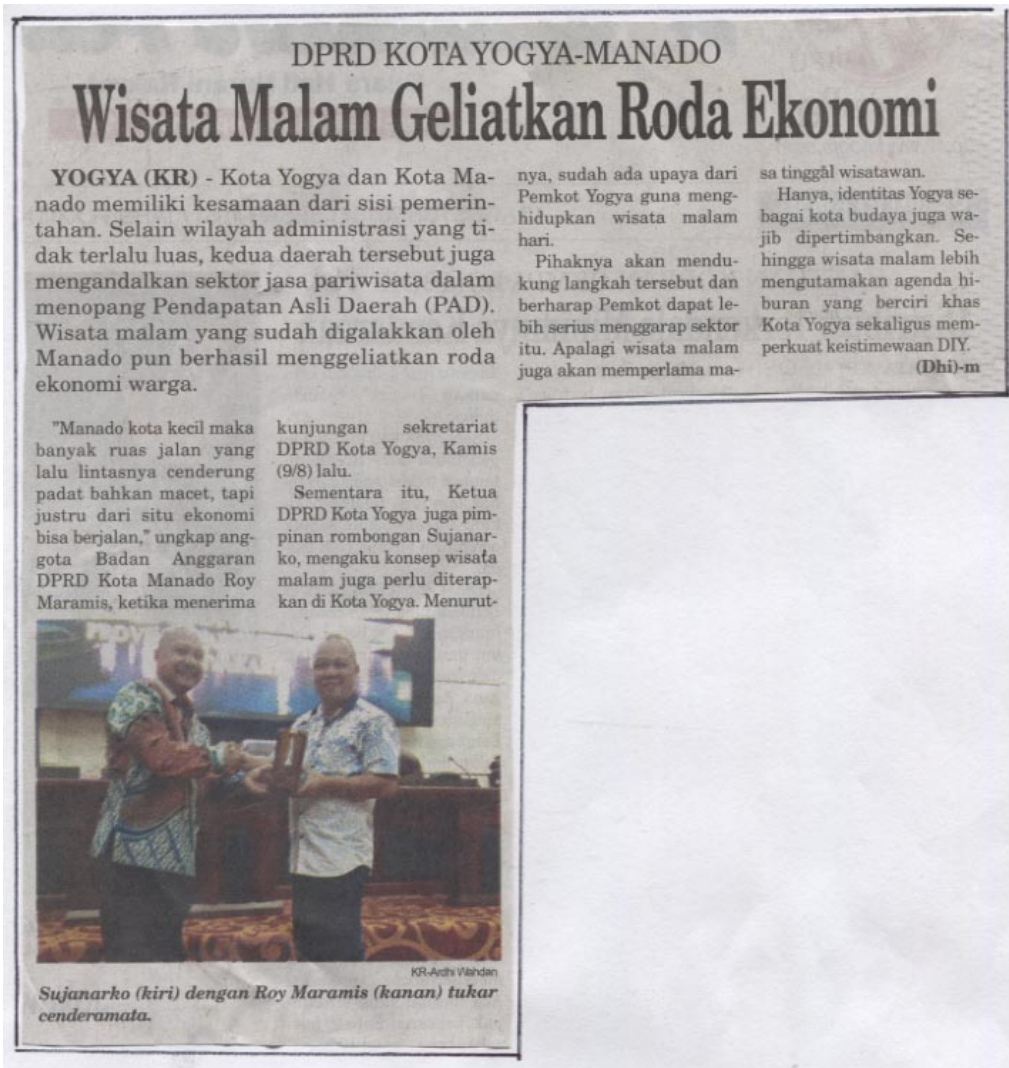 DPRD KOTA YOGYA-MANADO
Wisata Malam Geliatkan Roda Ekonomi
YOGYA (KR) - Kota Yogya dan Kota Ma-
nado memiliki kesamaan dari sisi pemerin-
tahan. Selain wilayah administrasi yang ti-
dak terlalu luas, kedua daerah tersebut juga
mengandalkan sektor jasa pariwisata dalam
menopang Pendapatan Asli Daerah (PAD).
Wisata malam yang sudah digalakkan oleh
Manado pun berhasil menggeliatkan roda
ekonomi warga.
"Manado kota kecil maka
banyak ruas jalan yang
lalu lintasnya cenderung
padat bahkan macet, tapi
justru dari situ ekonomi
bisa berjalan," ungkap ang-
gota Badan Anggaran
DPRD Kota Manado Roy
Maramis, ketika menerima
kunjungan sekretariat
DPRD Kota Yogya, Kamis
(9/8) lalu.
Sementara itu, Ketua
DPRD Kota Yogya juga pim-
pinan rombongan Sujanar-
ko, mengaku konsep wisata
malam juga perlu diterap-
kan di Kota Yogya. Menurut-
nya, sudah ada upaya dari
Pemkot Yogya guna meng-
hidupkan wisata malam
hari.
Pihaknya akan mendu-
kung langkah tersebut dan
berharap Pemkot dapat le-
bih serius menggarap sektor
itu. Apalagi wisata malam
juga akan memperlama ma-
sa tinggal wisatawan.
Hanya, identitas Yogya se-
bagai kota budaya juga wa-
jib dipertimbangkan. Se-
hingga wisata malam lebih
mengutamakan agenda hi-
buran yang berciri khas
Kota Yogya sekaligus mem-
perkuat keistimewaan DIY.
(Dhi)-m
KR-Ardhi Wahdan
Sujanarko (kiri) dengan Roy Maramis (kanan) tukar
cenderamata.